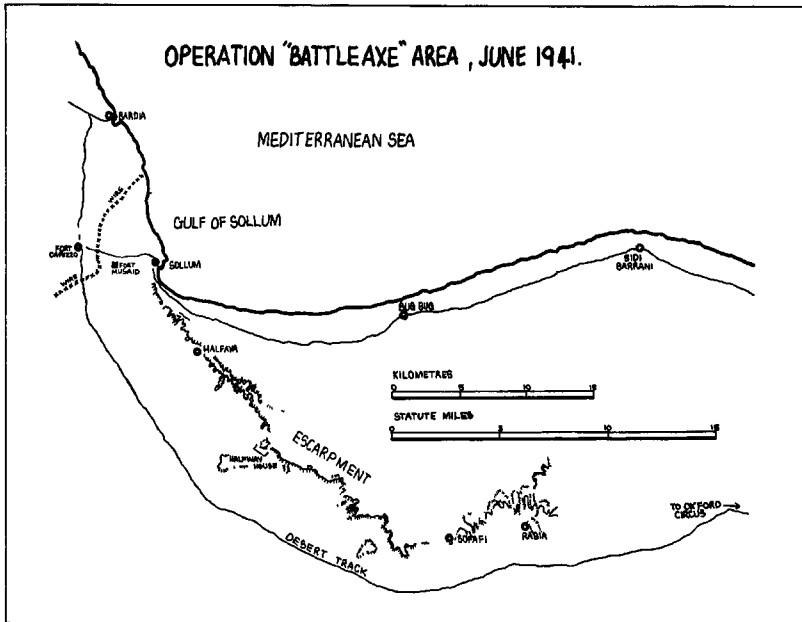 OPERATION "BATTLEAXE" AREA, JUNE 1941.
BARDIA
MEDITERRANEAN SEA
WIRE
GULF OF SOLLUM
FORT
CAPUZZO
FORT
MUSAID
SOLLUM
WIRE
SIDI
BARRANI
BUG BUG
HALFAYA
KILOMETRES
0 5 10 15
STATUTE MILES
0 5 10 15
ESCARPMENT
HALFWAY
HOUSE
TO OXFORD
CIRCUS
SOFAFI
RABIA
DESERT TRACK